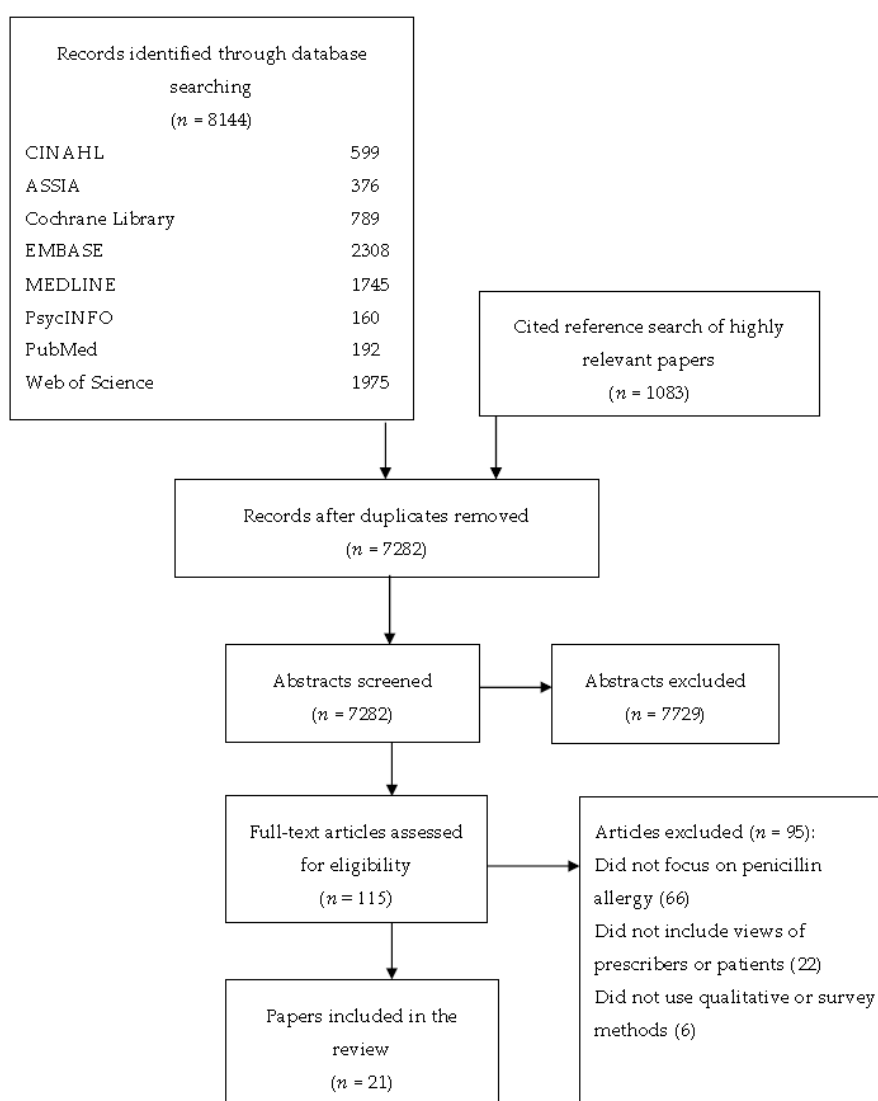 Records identified through database
searching
(n = 8144)
CINAHL 599
ASSIA 376
Cochrane Library 789
EMBASE 2308
MEDLINE 1745
PsycINFO 160
PubMed 192
Web of Science 1975
Cited reference search of highly
relevant papers
(n = 1083)
Records after duplicates removed
(n = 7282)
Abstracts screened
(n = 7282)
Abstracts excluded
(n = 7729)
Full-text articles assessed
for eligibility
(n = 115)
Articles excluded (n = 95):
Did not focus on penicillin
allergy (66)
Did not include views of
prescribers or patients (22)
Did not use qualitative or survey
methods (6)
Papers included in the
review
(n = 21)